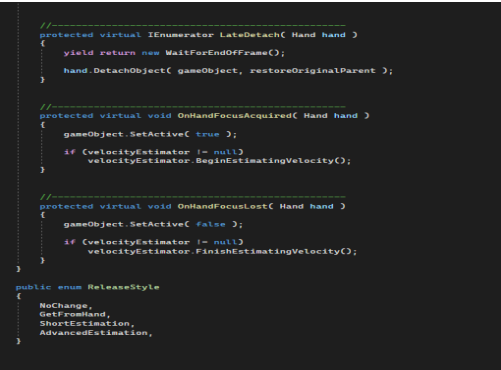 //-------------------------------------------------
protected virtual IEnumerator LateDetach( Hand hand )
{
yield return new WaitForEndOfFrame();
hand.DetachObject( gameObject, restoreOriginalParent );
}
//-------------------------------------------------
protected virtual void OnHandFocusAcquired( Hand hand )
{
gameObject.SetActive( true );
if (velocityEstimator != null)
velocityEstimator.BeginEstimatingVelocity();
}
//-------------------------------------------------
protected virtual void OnHandFocusLost( Hand hand )
{
gameObject.SetActive( false );
if (velocityEstimator != null)
velocityEstimator.FinishEstimatingVelocity();
}
}
public enum ReleaseStyle
{
NoChange,
GetFromHand,
ShortEstimation,
AdvancedEstimation,
}